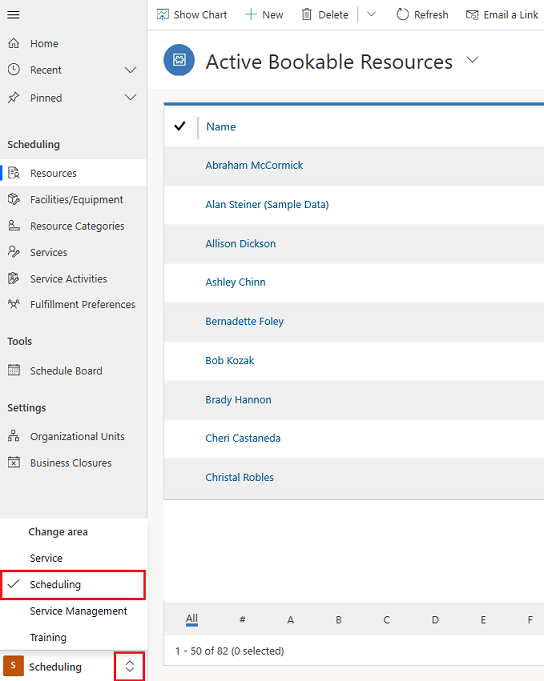 Show Chart
New
Delete
Refresh
Email a Link
Home
Recent
Pinned
Scheduling
Resources
Facilities/Equipment
Resource Categories
Services
Service Activities
Fulfillment Preferences
Tools
Schedule Board
Settings
Organizational Units
Business Closures
Change area
Service
Scheduling
Service Management
Training
S Scheduling
Active Bookable Resources
Name
Abraham McCormick
Alan Steiner (Sample Data)
Allison Dickson
Ashley Chinn
Bernadette Foley
Bob Kozak
Brady Hannon
Cheri Castaneda
Christal Robles
All # A B C D E F
1 - 50 of 82 (0 selected)